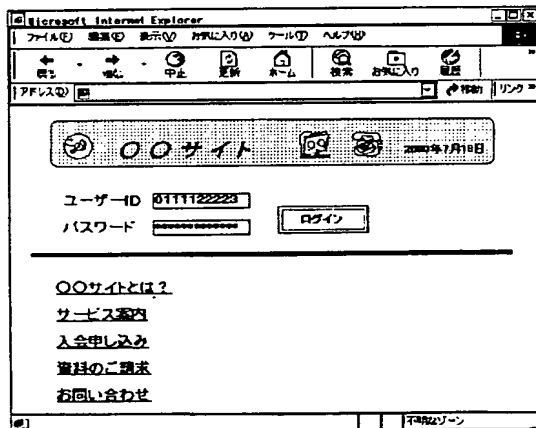 Microsoft Internet Explorer
ファイル(F) 編集(E) 表示(V) お気に入り(A) ツール(T) ヘルプ(H)
戻る 進む 中止 更新 ホーム 検索 お気に入り 履歴 »
アドレス(D) 移動 リンク »
〇〇サイト 2000年7月18日
ユーザーID 0111122223
パスワード *************
ログイン
〇〇サイトとは?
サービス案内
入会申し込み
資料のご請求
お問い合わせ
不明なゾーン